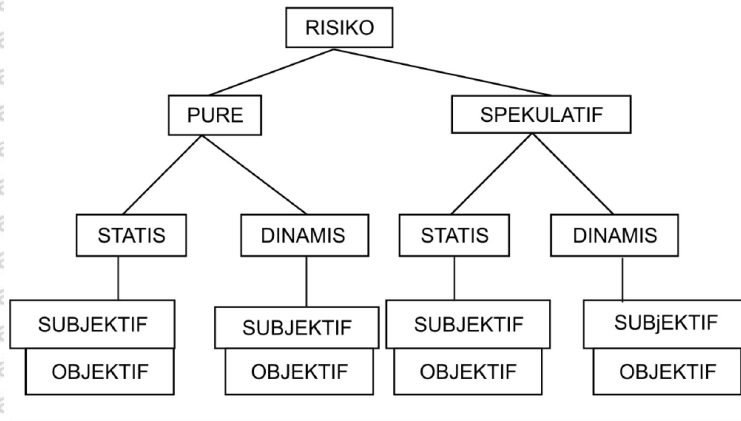 RISIKO
PURE
SPEKULATIF
STATIS
DINAMIS
STATIS
DINAMIS
SUBJEKTIF
SUBJEKTIF
SUBJEKTIF
SUBjEKTIF
OBJEKTIF
OBJEKTIF
OBJEKTIF
OBJEKTIF